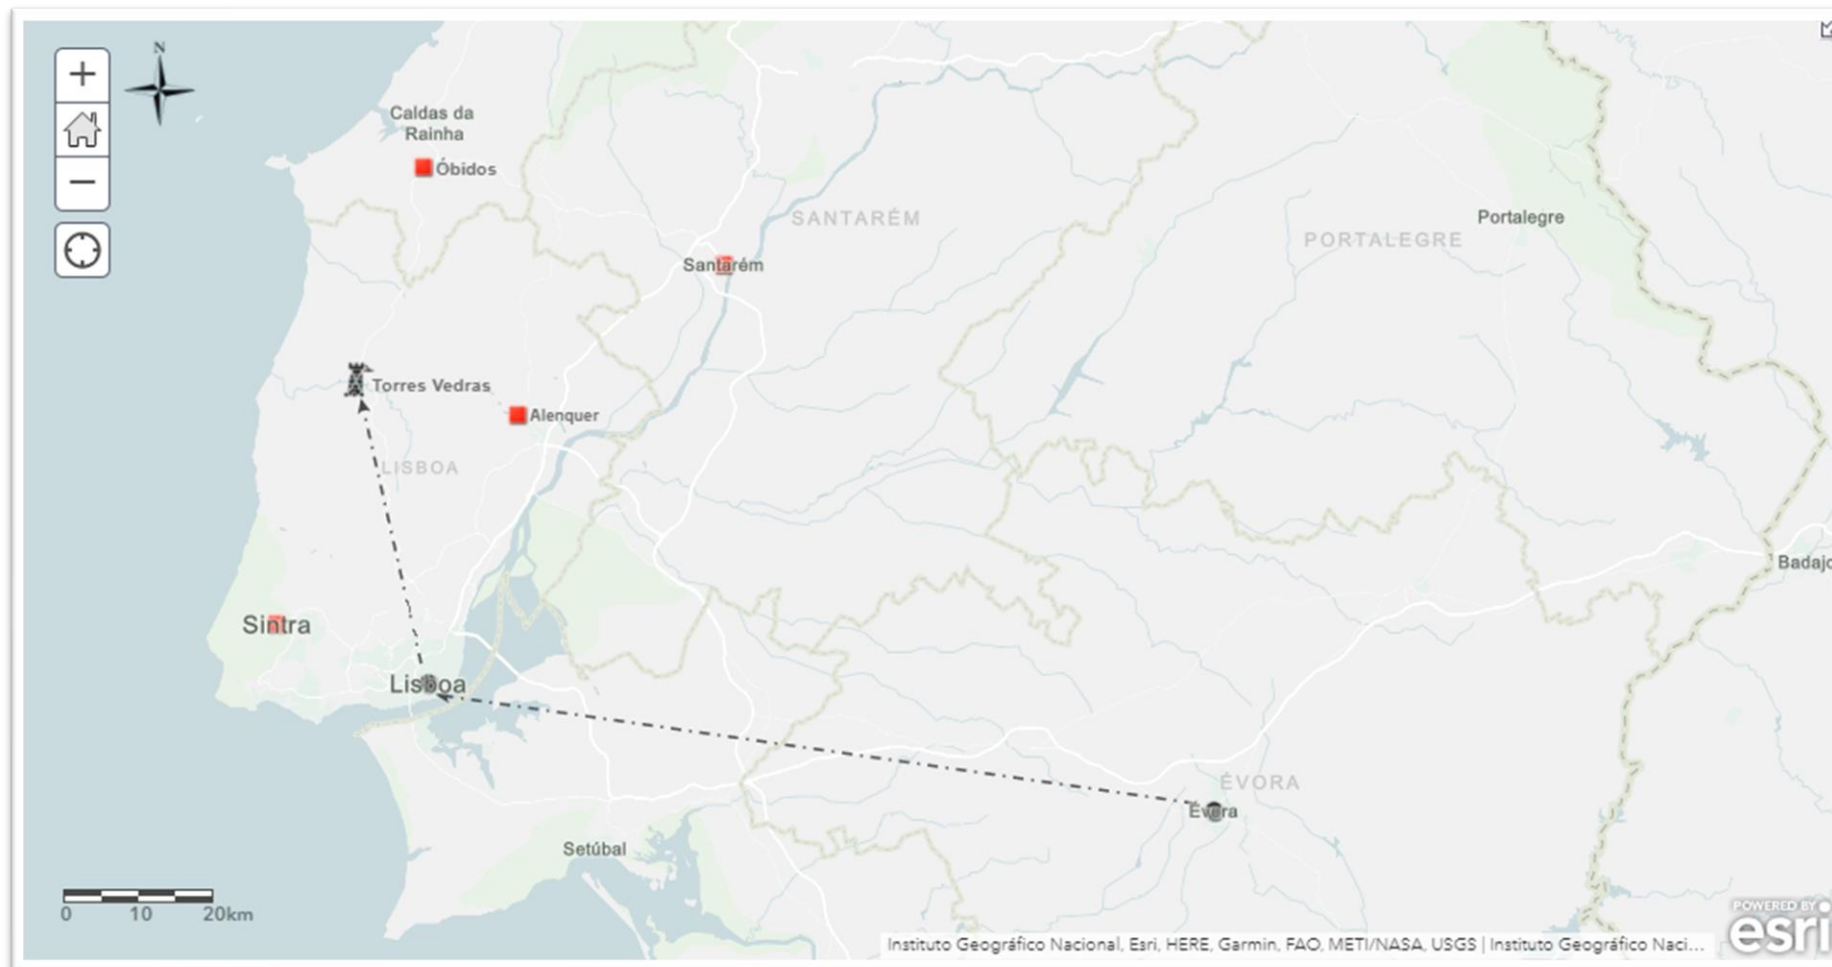 N
+
−
Caldas da
Rainha
Óbidos
SANTARÉM
Portalegre
PORTALEGRE
Santarém
Torres Vedras
Alenquer
LISBOA
Badajo
Sintra
Lisboa
ÉVORA
Évora
Setúbal
0 10 20km
POWERED BY
esri
Instituto Geográfico Nacional, Esri, HERE, Garmin, FAO, METI/NASA, USGS | Instituto Geográfico Naci...